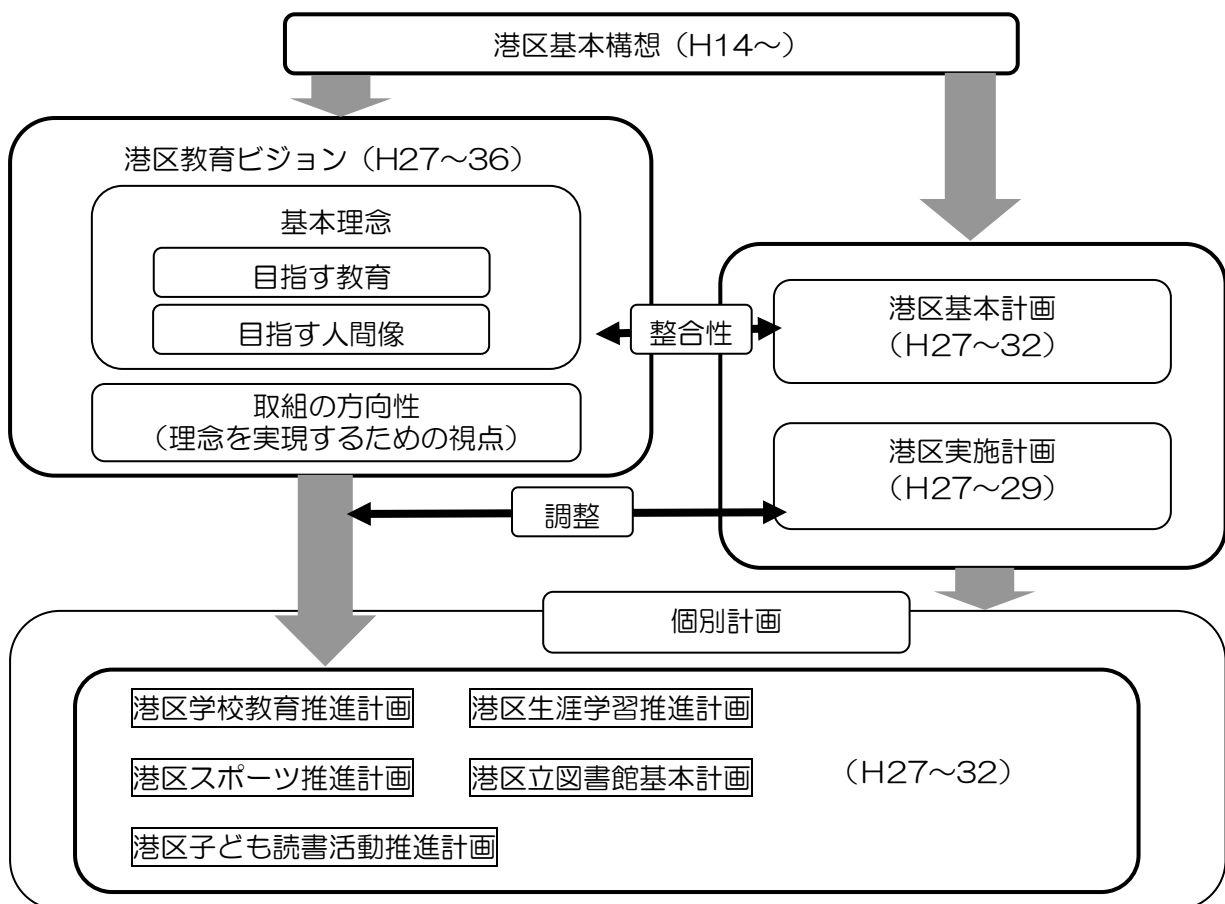 港区基本構想（H14～）
港区教育ビジョン（H27～36）
基本理念
目指す教育
目指す人間像
取組の方向性
（理念を実現するための視点）
整合性
港区基本計画
（H27～32）
港区実施計画
（H27～29）
調整
個別計画
港区学校教育推進計画
港区生涯学習推進計画
港区スポーツ推進計画
港区立図書館基本計画
（H27～32）
港区子ども読書活動推進計画